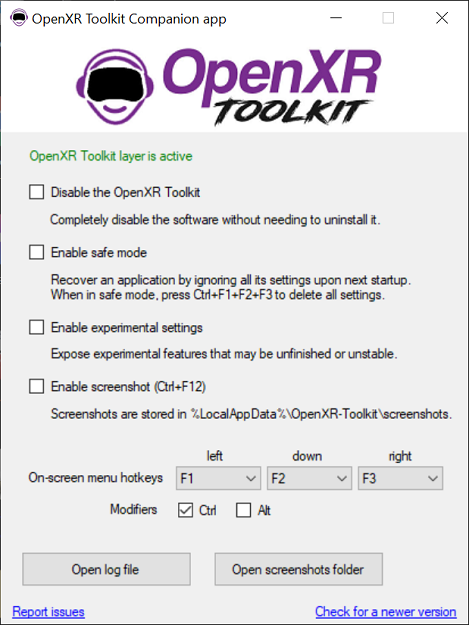 OpenXR Toolkit Companion app
OpenXR
TOOLKIT
OpenXR Toolkit layer is active
Disable the OpenXR Toolkit
Completely disable the software without needing to uninstall it.
Enable safe mode
Recover an application by ignoring all its settings upon next startup.
When in safe mode, press Ctrl+F1+F2+F3 to delete all settings.
Enable experimental settings
Expose experimental features that may be unfinished or unstable.
Enable screenshot (Ctrl+F12)
Screenshots are stored in %LocalAppData%\OpenXR-Toolkit\screenshots.
left down right
On-screen menu hotkeys F1 F2 F3
Modifiers Ctrl Alt
Open log file Open screenshots folder
Report issues Check for a newer version